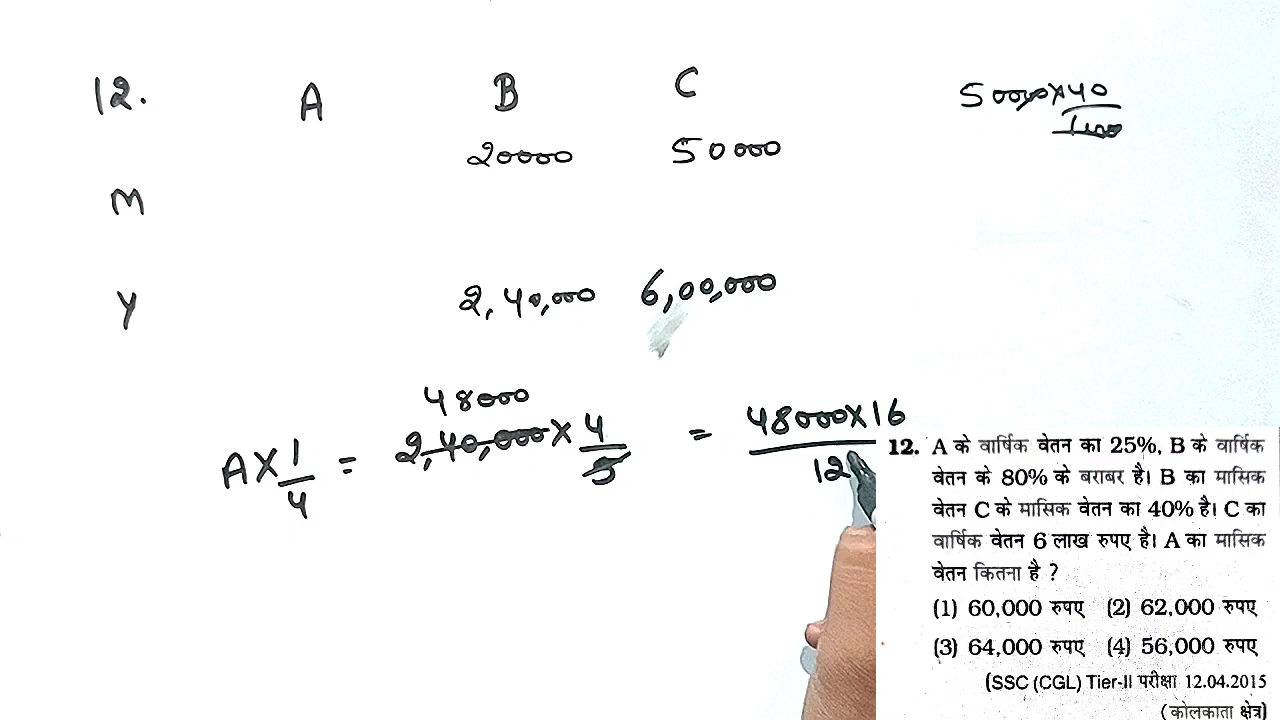 12. A B C 50000×40
20000 50000 100
M
Y 2,40,000 6,00,000
48000
A×1/4 = 2,40,000×4/5 = 48000×16/12
12. A के वार्षिक वेतन का 25%, B के वार्षिक
वेतन के 80% के बराबर है। B का मासिक
वेतन C के मासिक वेतन का 40% है। C का
वार्षिक वेतन 6 लाख रुपए है। A का मासिक
वेतन कितना है ?
(1) 60,000 रुपए (2) 62,000 रुपए
(3) 64,000 रुपए (4) 56,000 रुपए
(SSC (CGL) Tier-II परीक्षा 12.04.2015
(कोलकाता क्षेत्र)